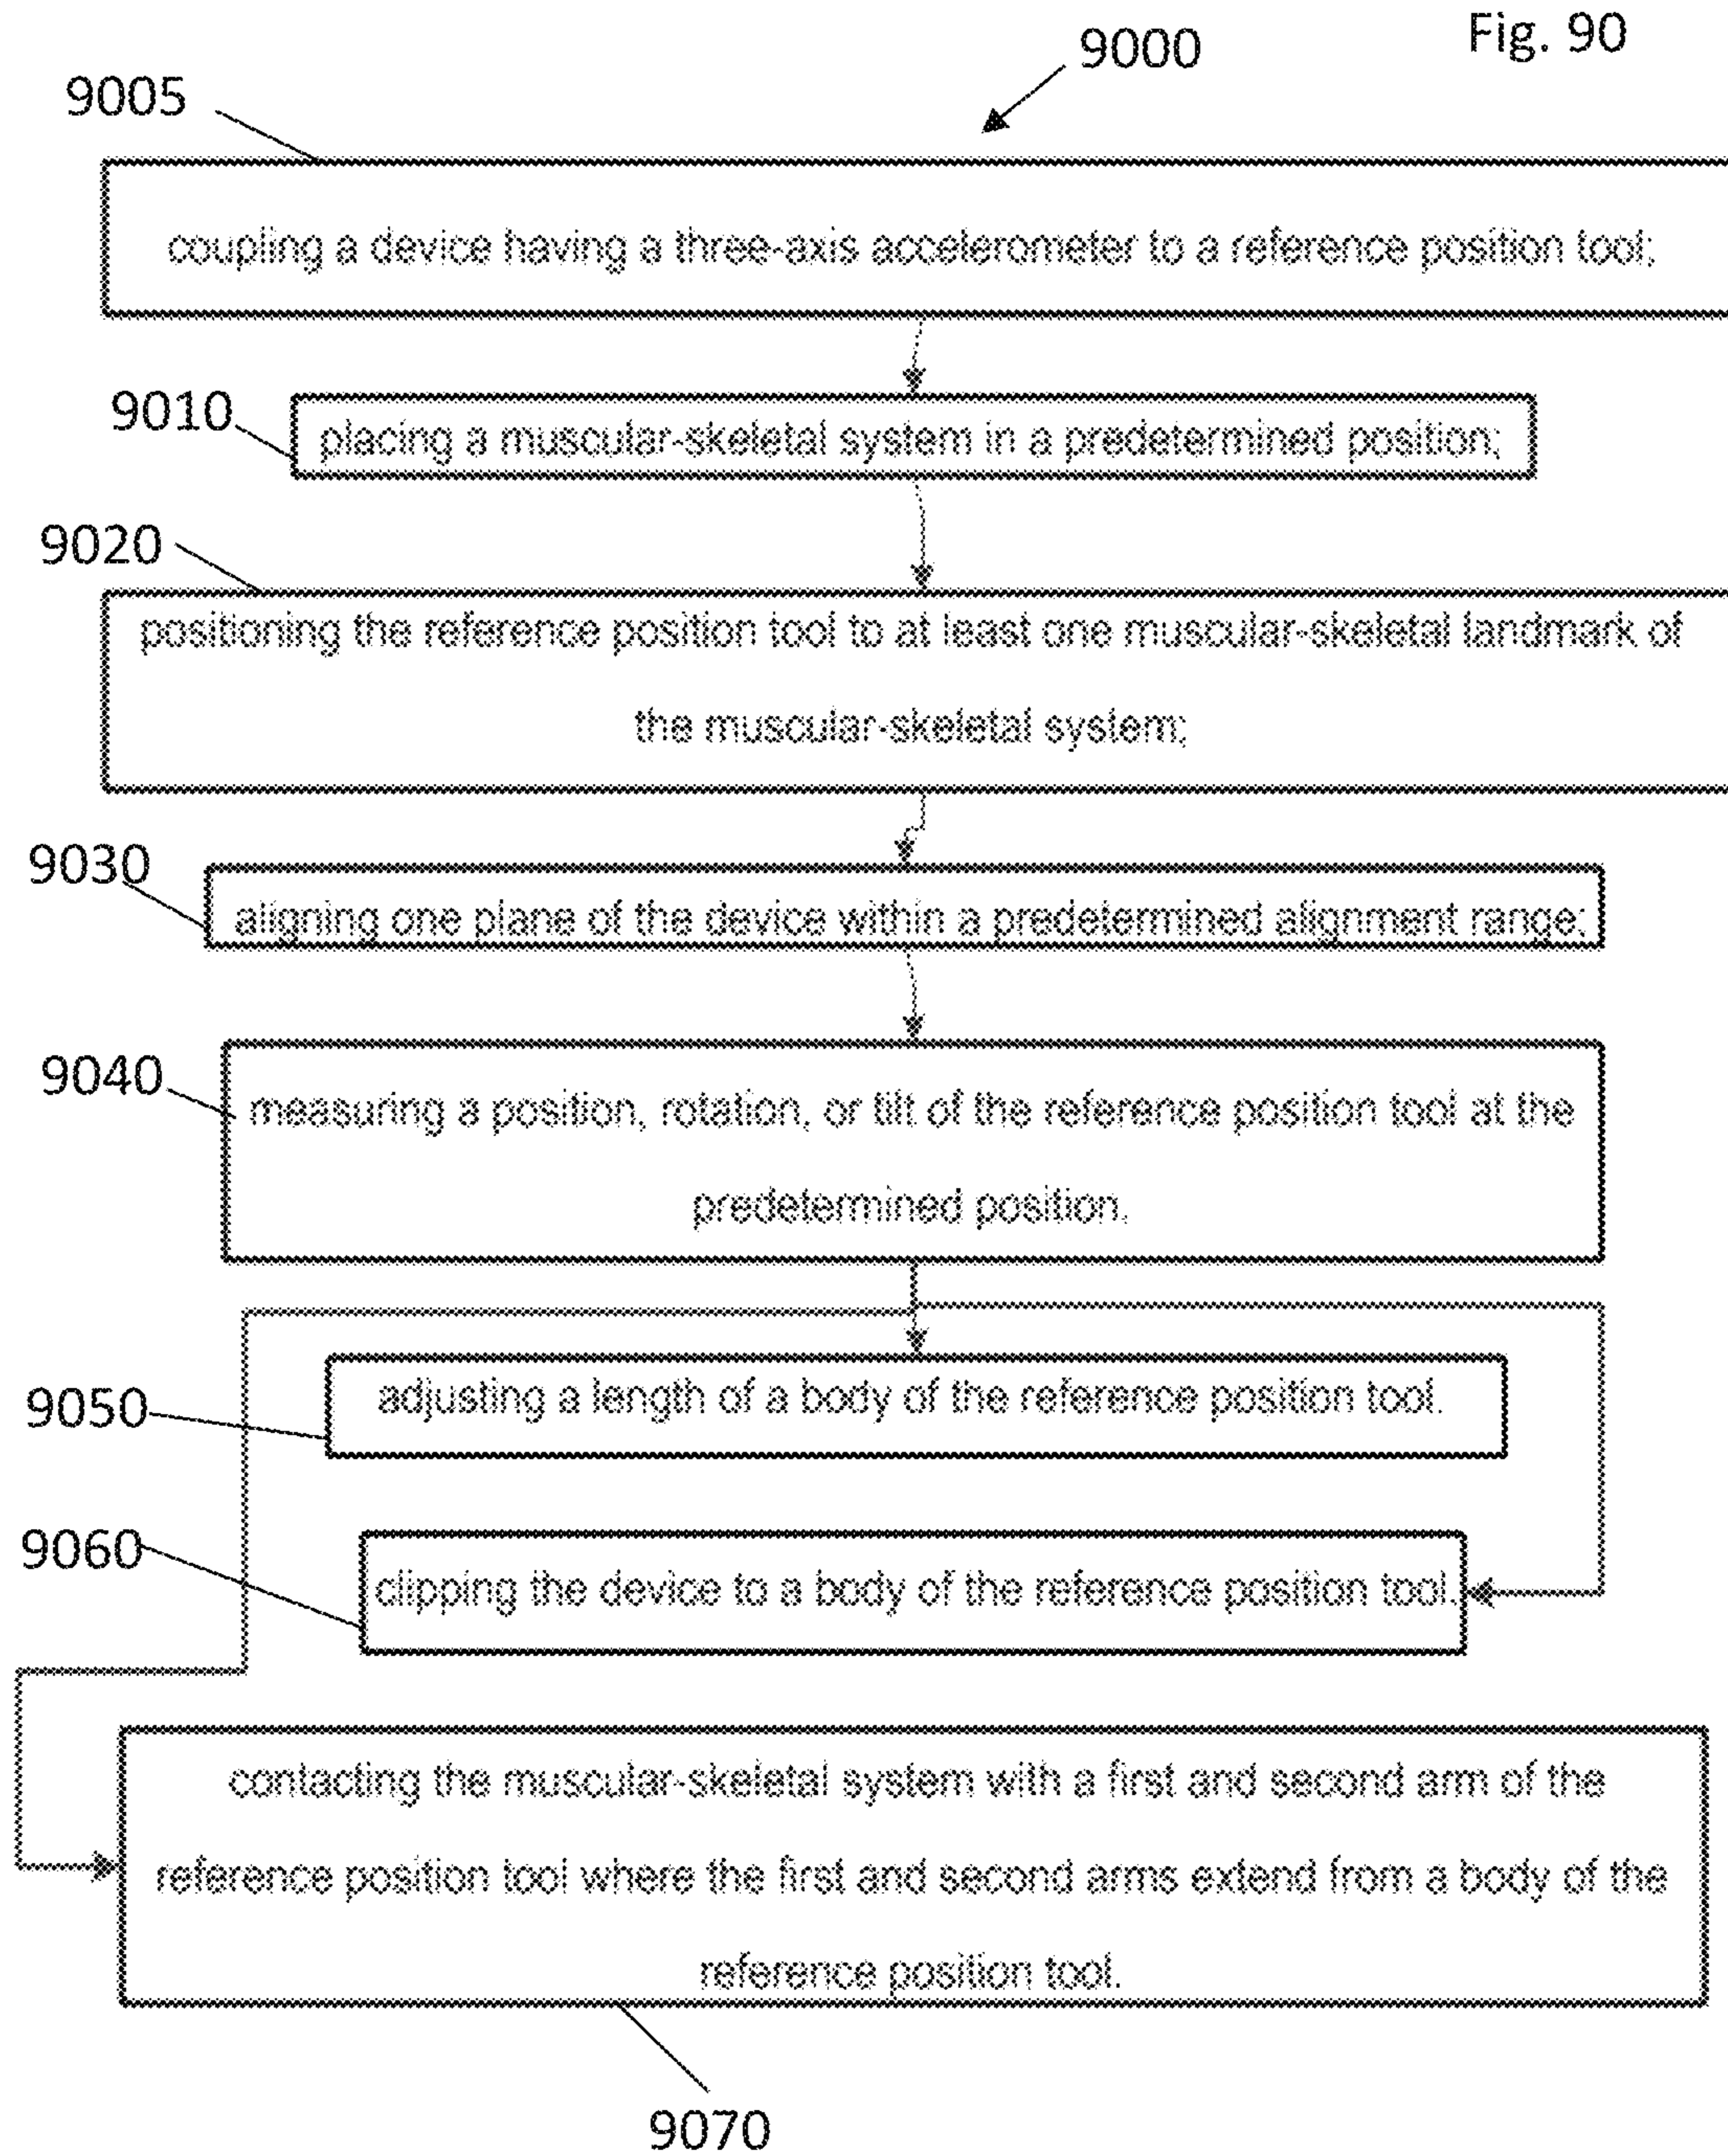 Fig. 90
9000
9005
coupling a device having a three-axis accelerometer to a reference position tool;
9010
placing a muscular-skeletal system in a predetermined position;
9020
positioning the reference position tool to at least one muscular-skeletal landmark of
the muscular-skeletal system;
9030
aligning one plane of the device within a predetermined alignment range;
9040
measuring a position, rotation, or tilt of the reference position tool at the
predetermined position.
9050
adjusting a length of a body of the reference position tool.
9060
clipping the device to a body of the reference position tool.
contacting the muscular-skeletal system with a first and second arm of the
reference position tool where the first and second arms extend from a body of the
reference position tool.
9070